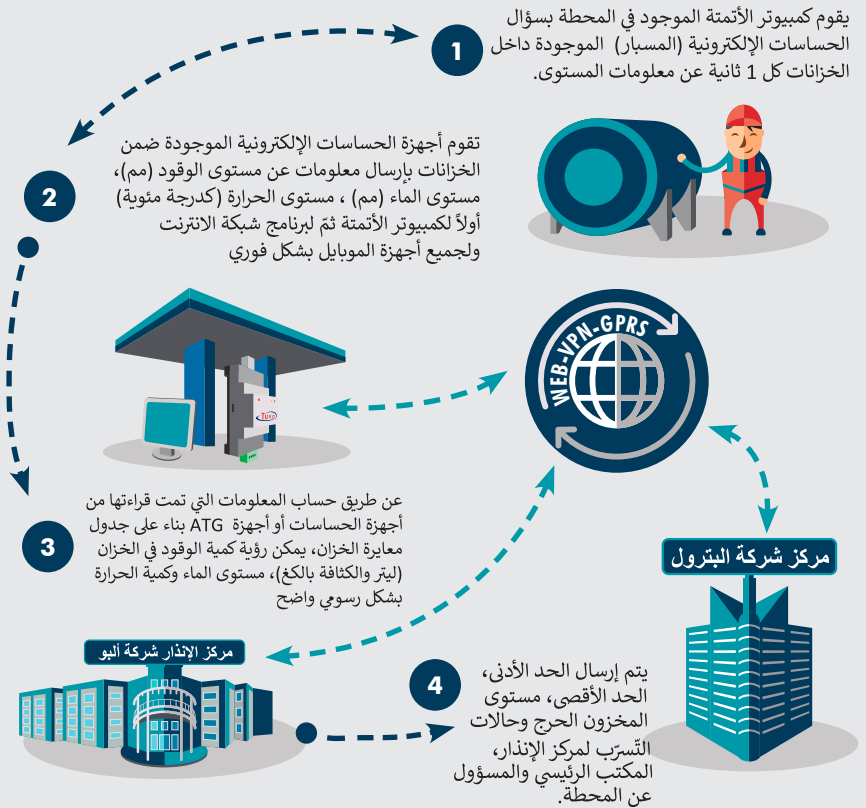 يقوم كمبيوتر الأتمتة الموجود في المحطة بسؤال
الحساسات الإلكترونية (المسبار) الموجودة داخل
الخزانات كل 1 ثانية عن معلومات المستوى.
1
تقوم أجهزة الحساسات الإلكترونية الموجودة ضمن
الخزانات بإرسال معلومات عن مستوى الوقود (مم)،
مستوى الماء (مم) ، مستوى الحرارة (كدرجة مئوية)
أولاً لكمبيوتر الأتمتة ثمّ لبرنامج شبكة الانترنت
ولجميع أجهزة الموبايل بشكل فوري
2
WEB-VPN-GPRS
عن طريق حساب المعلومات التي تمت قراءتها من
أجهزة الحساسات أو أجهزة ATG بناء على جدول
معايرة الخزان، يمكن رؤية كمية الوقود في الخزان
(ليتر والكثافة بالكغ)، مستوى الماء وكمية الحرارة
بشكل رسومي واضح
3
مركز شركة البترول
مركز الإنذار شركة ألبو
4
يتم إرسال الحد الأدنى،
الحد الأقصى، مستوى
المخزون الحرج وحالات
التّسرّب لمركز الإنذار،
المكتب الرئيسي والمسؤول
عن المحطة.